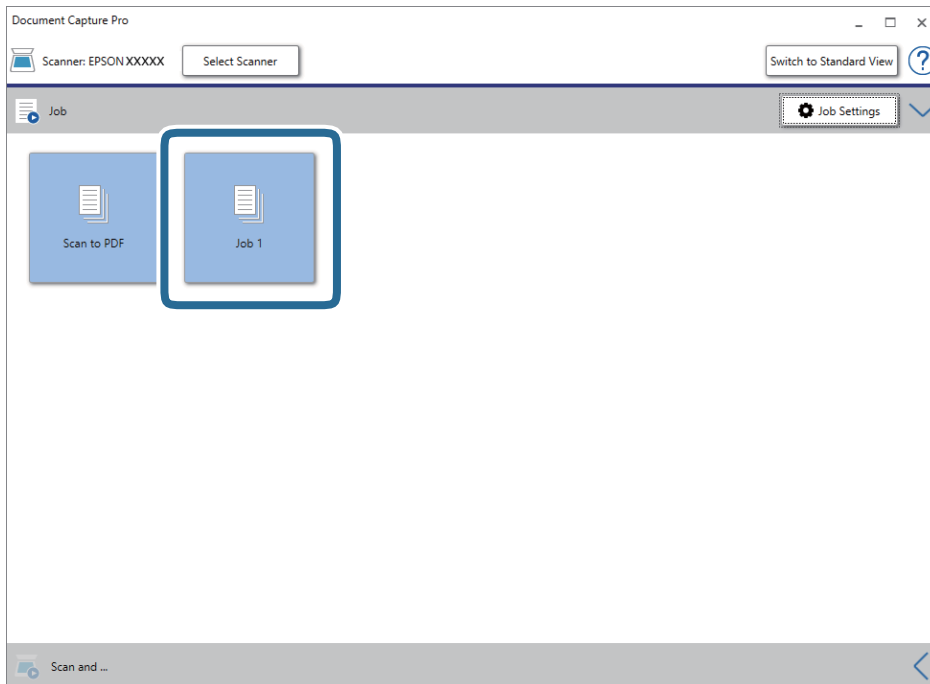 Document Capture Pro
Scanner: EPSON XXXXX
Select Scanner
Switch to Standard View
?
Job
Job Settings
Scan to PDF
Job 1
Scan and ...